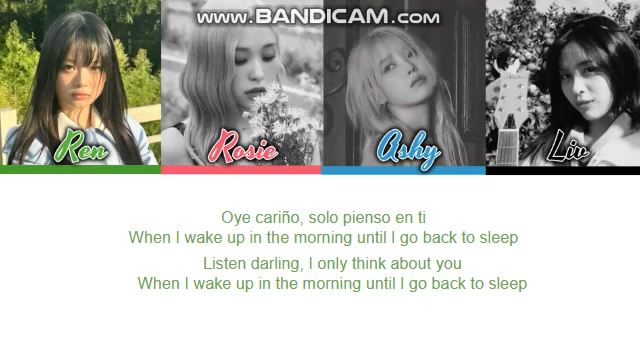 www.BANDICAM.com
Ren
Rosie
Ashy
Liv
Oye cariño, solo pienso en ti
When I wake up in the morning until I go back to sleep
Listen darling, I only think about you
When I wake up in the morning until I go back to sleep